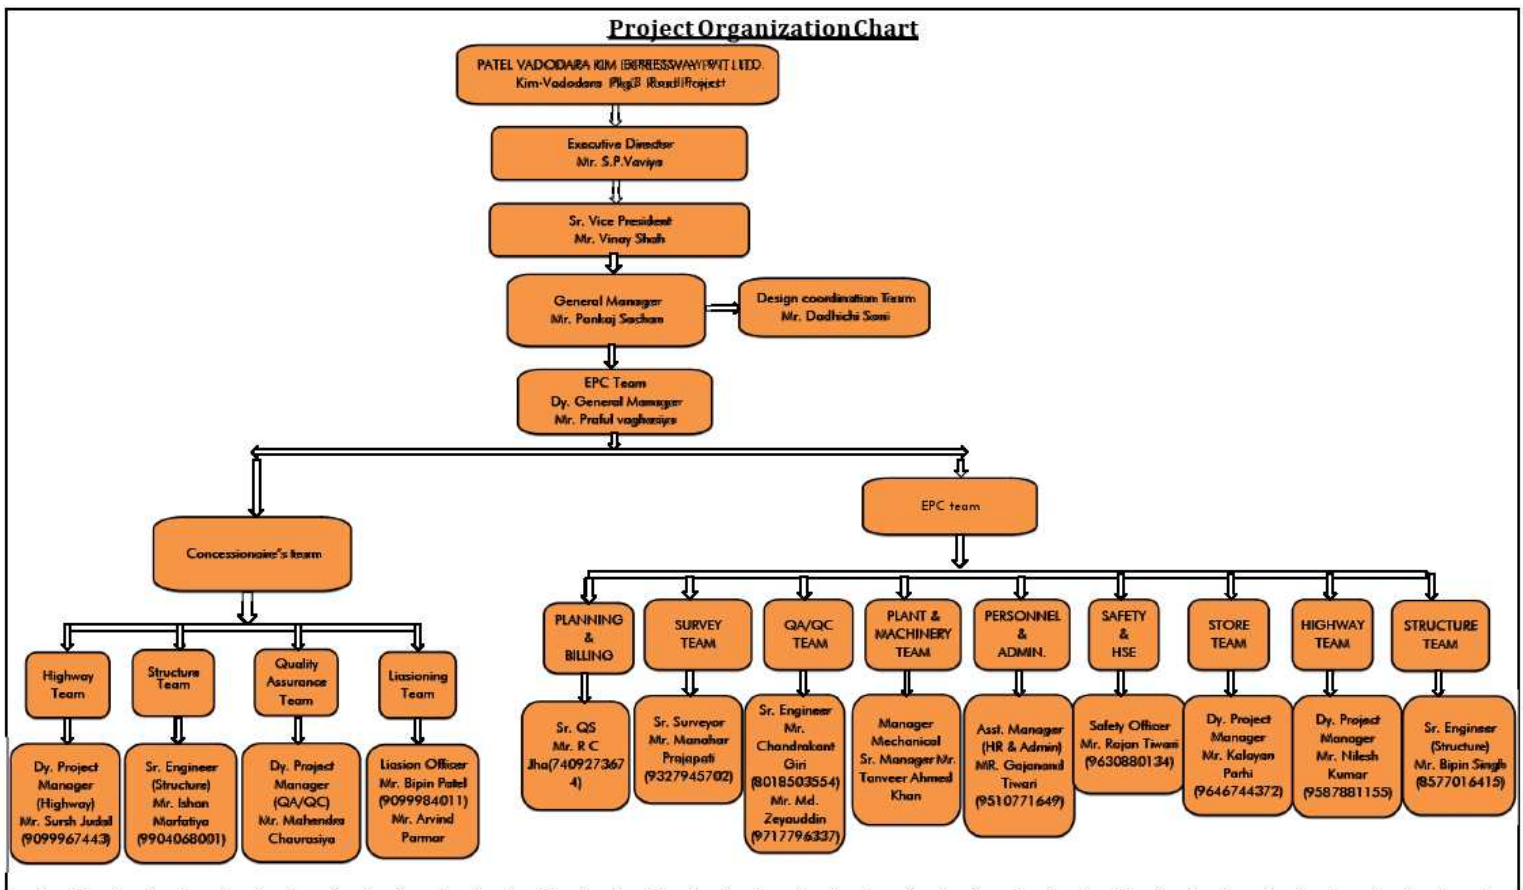 Project Organization Chart
PATEL VADODARA KIM EXPRESSWAY PVT LTD.
Kim-Vadodara Pkg3 Road Project
Executive Director
Mr. S.P.Vaviya
Sr. Vice President
Mr. Vinay Shah
General Manager
Mr. Pankaj Sachan
Design coordination Team
Mr. Dadhichi Soni
EPC Team
Dy. General Manager
Mr. Praful vaghasiya
EPC team
Concessionaire"s team
Highway
Team
Structure
Team
Quality
Assurance
Team
Liasioning
Team
PLANNING
&
BILLING
SURVEY
TEAM
QA/QC
TEAM
PLANT &
MACHINERY
TEAM
PERSONNEL
&
ADMIN.
SAFETY
&
HSE
STORE
TEAM
HIGHWAY
TEAM
STRUCTURE
TEAM
Dy. Project
Manager
(Highway)
Mr. Sursh
(9099967443)
Sr. Engineer
(Structure)
Mr. Ishan
Marfatiya
(9904068001)
Dy. Project
Manager
(QA/QC)
Mr. Mahendra
Chaurasiya
Liasion Officer
Mr. Bipin Patel
(9099984011)
Mr. Arvind
Parmar
Sr. QS
Mr. R C
Jha(740927367
4)
Sr. Surveyor
Mr. Manohar
Prajapati
(9327945702)
Sr. Engineer
Mr.
Chandrakant
Giri
(8018503554)
Mr. Md.
Zeyauddin
(9717796337)
Manager
Mechanical
Sr. Manager Mr.
Tanveer Ahmed
Khan
Asst. Manager
(HR & Admin)
MR. Gajanand
Tiwari
(9510771649)
Safety Officer
Mr. Rajan Tiwari
(9630880134)
Dy. Project
Manager
Mr. Kalayan
Parhi
(9646744372)
Dy. Project
Manager
Mr. Nilesh
Kumar
(9587881155)
Sr. Engineer
(Structure)
Mr. Bipin Singh
(8577016415)